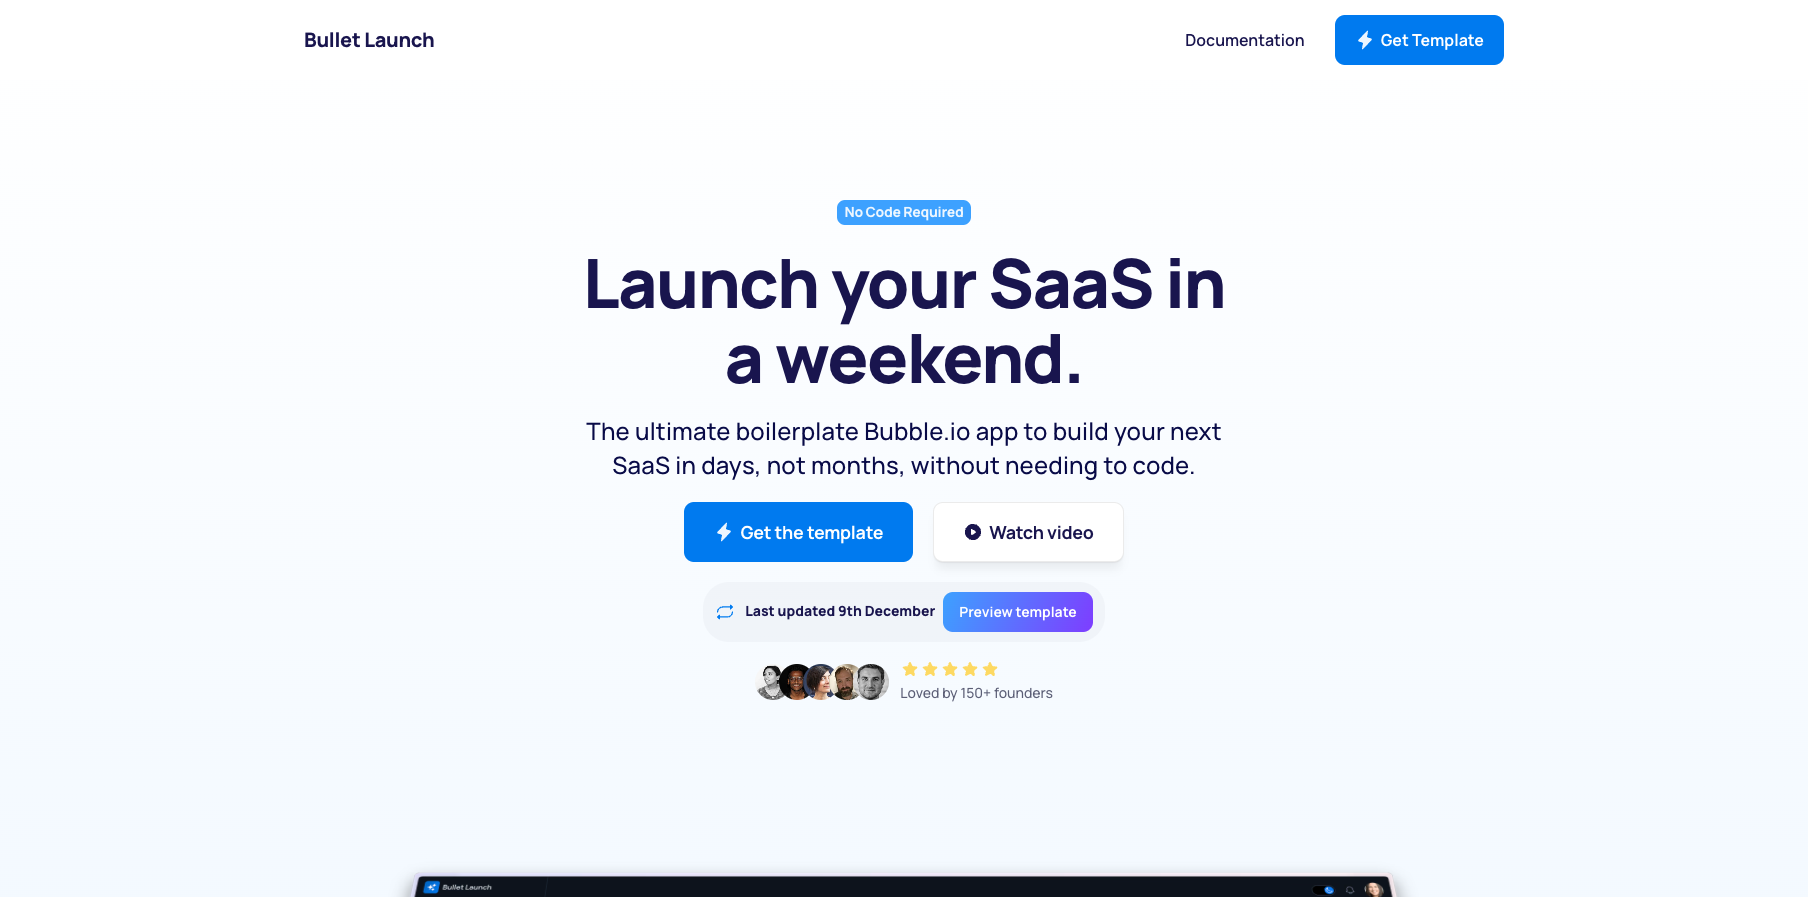 Bullet Launch
Documentation
Get Template
No Code Required
Launch your SaaS in
a weekend.
The ultimate boilerplate Bubble.io app to build your next
SaaS in days, not months, without needing to code.
Get the template
Watch video
Last updated 9th December
Preview template
Loved by 150+ founders
Bullet Launch